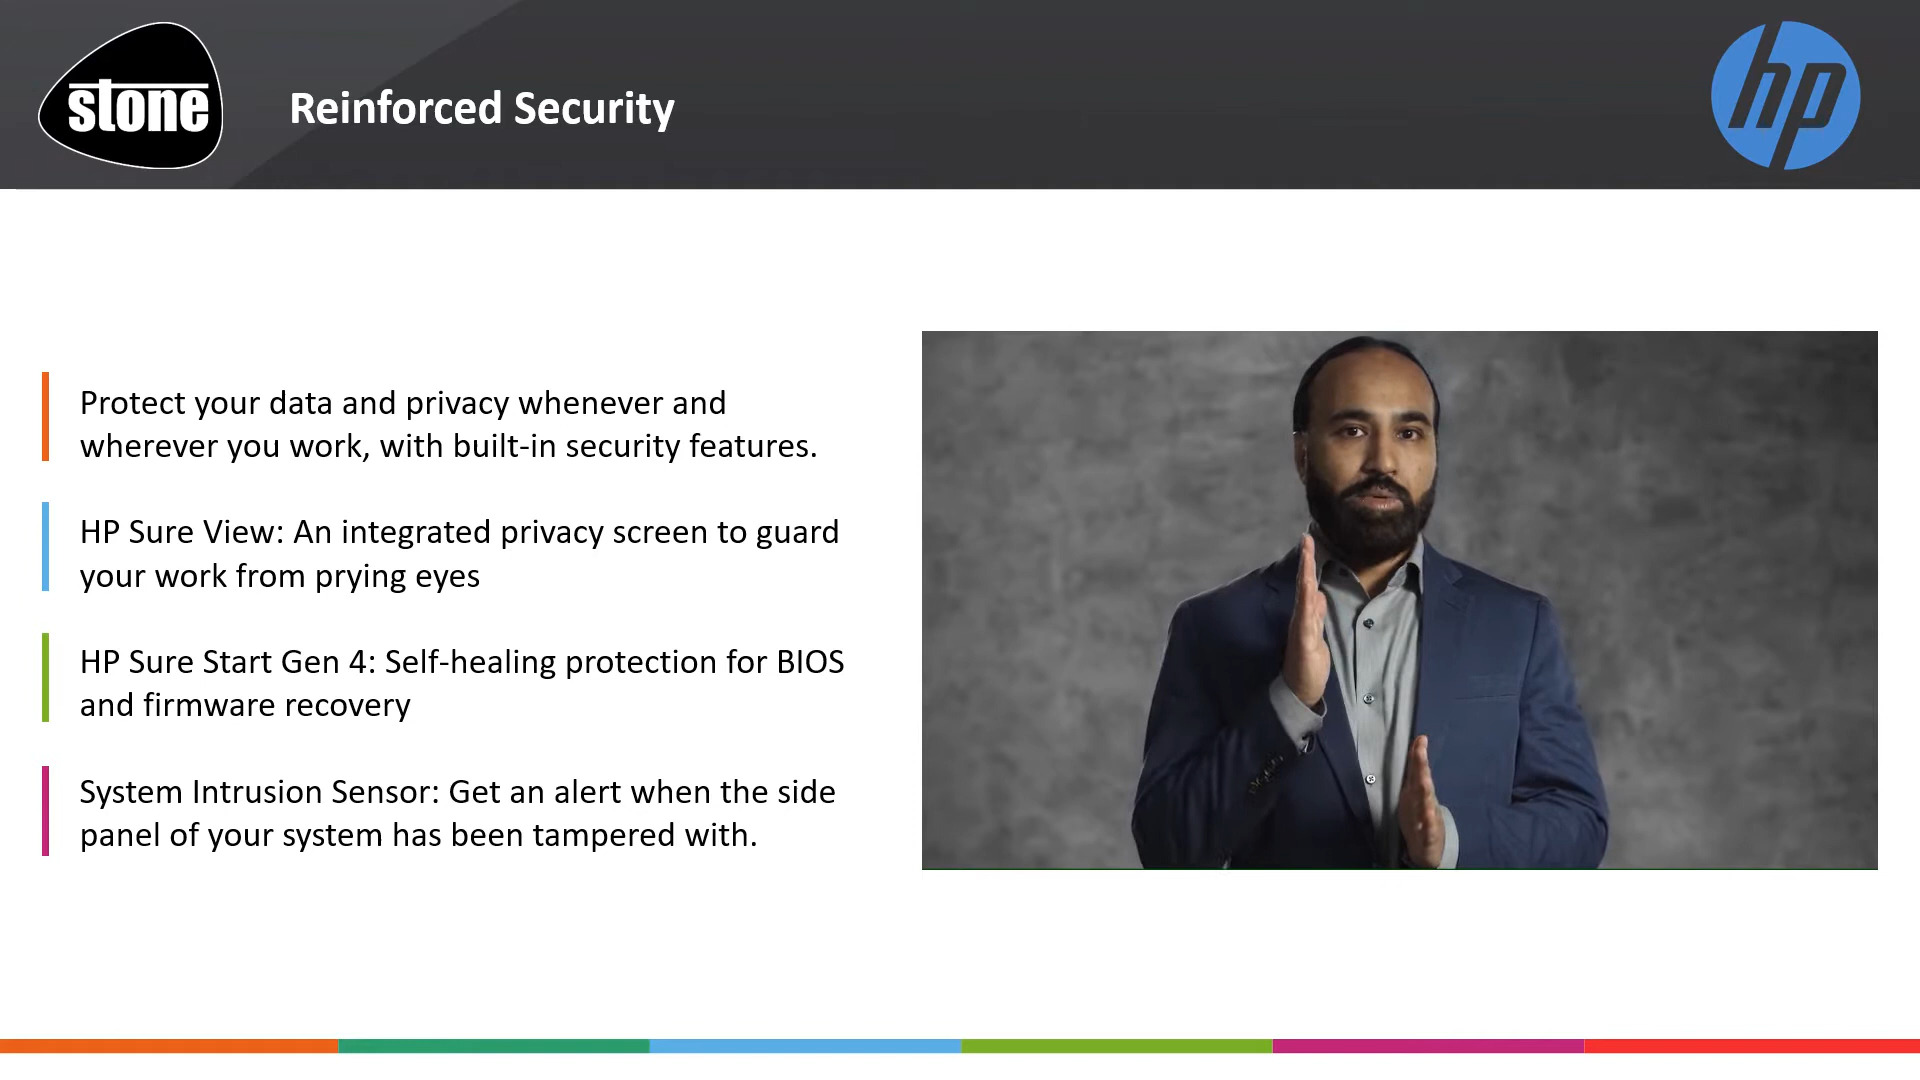 stone
Reinforced Security
hp
Protect your data and privacy whenever and
wherever you work, with built-in security features.
HP Sure View: An integrated privacy screen to guard
your work from prying eyes
HP Sure Start Gen 4: Self-healing protection for BIOS
and firmware recovery
System Intrusion Sensor: Get an alert when the side
panel of your system has been tampered with.